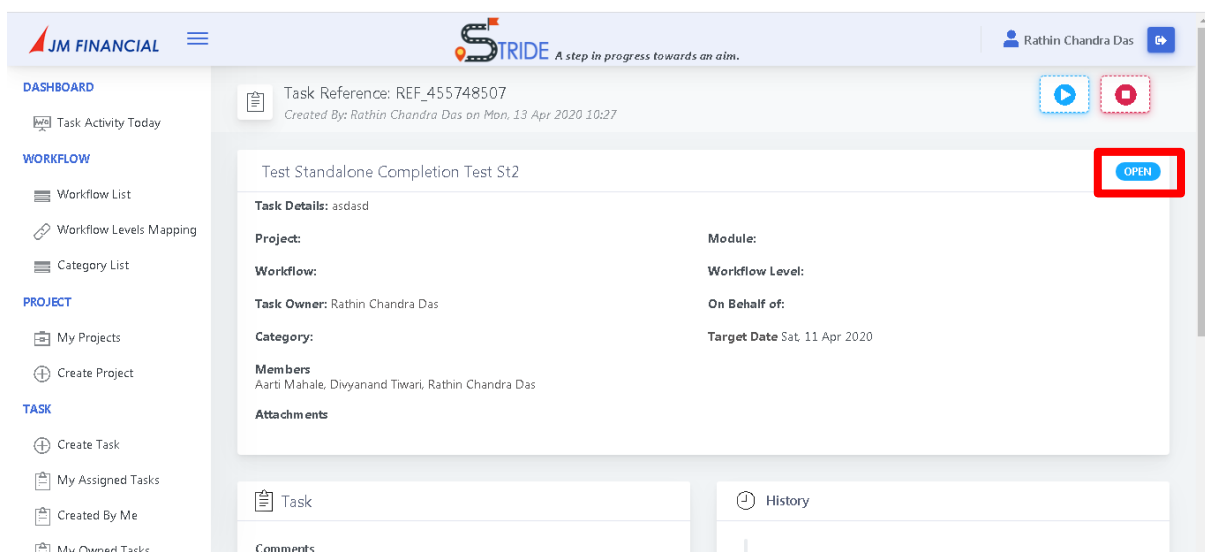 JM FINANCIAL
STRIDE A step in progress towards an aim.
Rathin Chandra Das
DASHBOARD
Task Activity Today
WORKFLOW
Workflow List
Workflow Levels Mapping
Category List
PROJECT
My Projects
Create Project
TASK
Create Task
My Assigned Tasks
Created By Me
My Owned Tasks
Task Reference: REF_455748507
Created By: Rathin Chandra Das on Mon, 13 Apr 2020 10:27
Test Standalone Completion Test St2
OPEN
Task Details: asdasd
Project:
Module:
Workflow:
Workflow Level:
Task Owner: Rathin Chandra Das
On Behalf of:
Category:
Target Date Sat, 11 Apr 2020
Members
Aarti Mahale, Divyanand Tiwari, Rathin Chandra Das
Attachments
Task
Comments
History